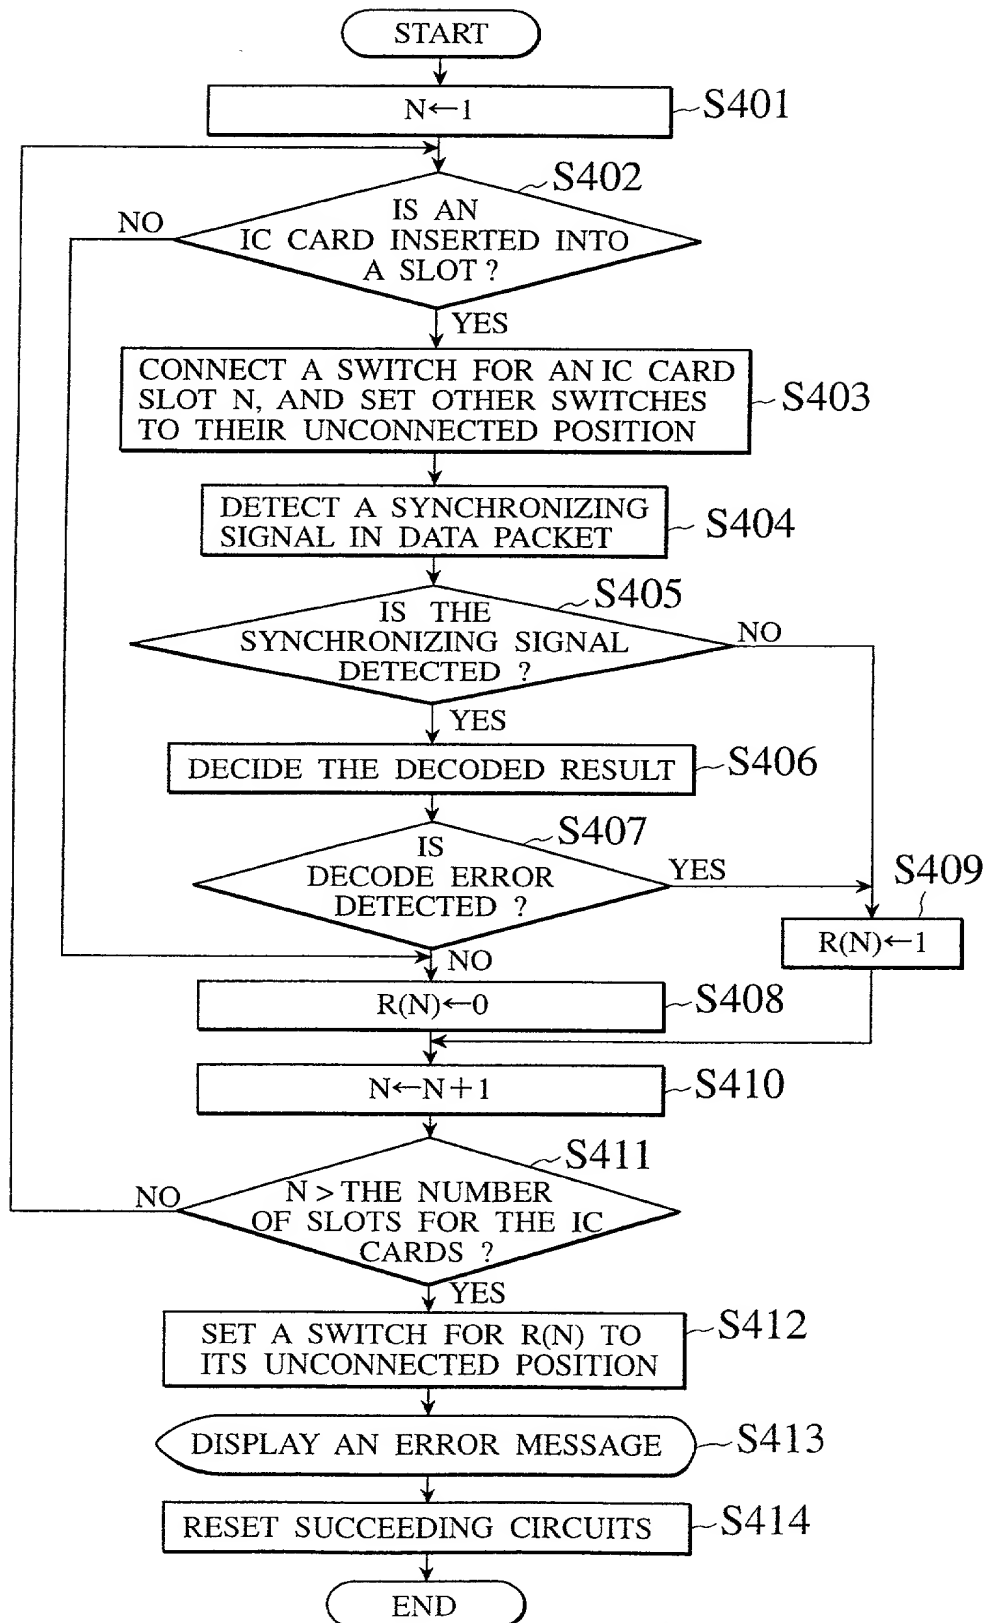 START
N←1
S401
S402
IS AN
IC CARD INSERTED INTO
A SLOT ?
NO
YES
CONNECT A SWITCH FOR AN IC CARD
SLOT N, AND SET OTHER SWITCHES
TO THEIR UNCONNECTED POSITION
S403
DETECT A SYNCHRONIZING
SIGNAL IN DATA PACKET
S404
S405
IS THE
SYNCHRONIZING SIGNAL
DETECTED ?
NO
YES
DECIDE THE DECODED RESULT
S406
S407
IS
DECODE ERROR
DETECTED ?
YES
S409
R(N)←1
NO
R(N)←0
S408
N←N+1
S410
S411
N > THE NUMBER
OF SLOTS FOR THE IC
CARDS ?
NO
YES
SET A SWITCH FOR R(N) TO
ITS UNCONNECTED POSITION
S412
DISPLAY AN ERROR MESSAGE
S413
RESET SUCCEEDING CIRCUITS
S414
END